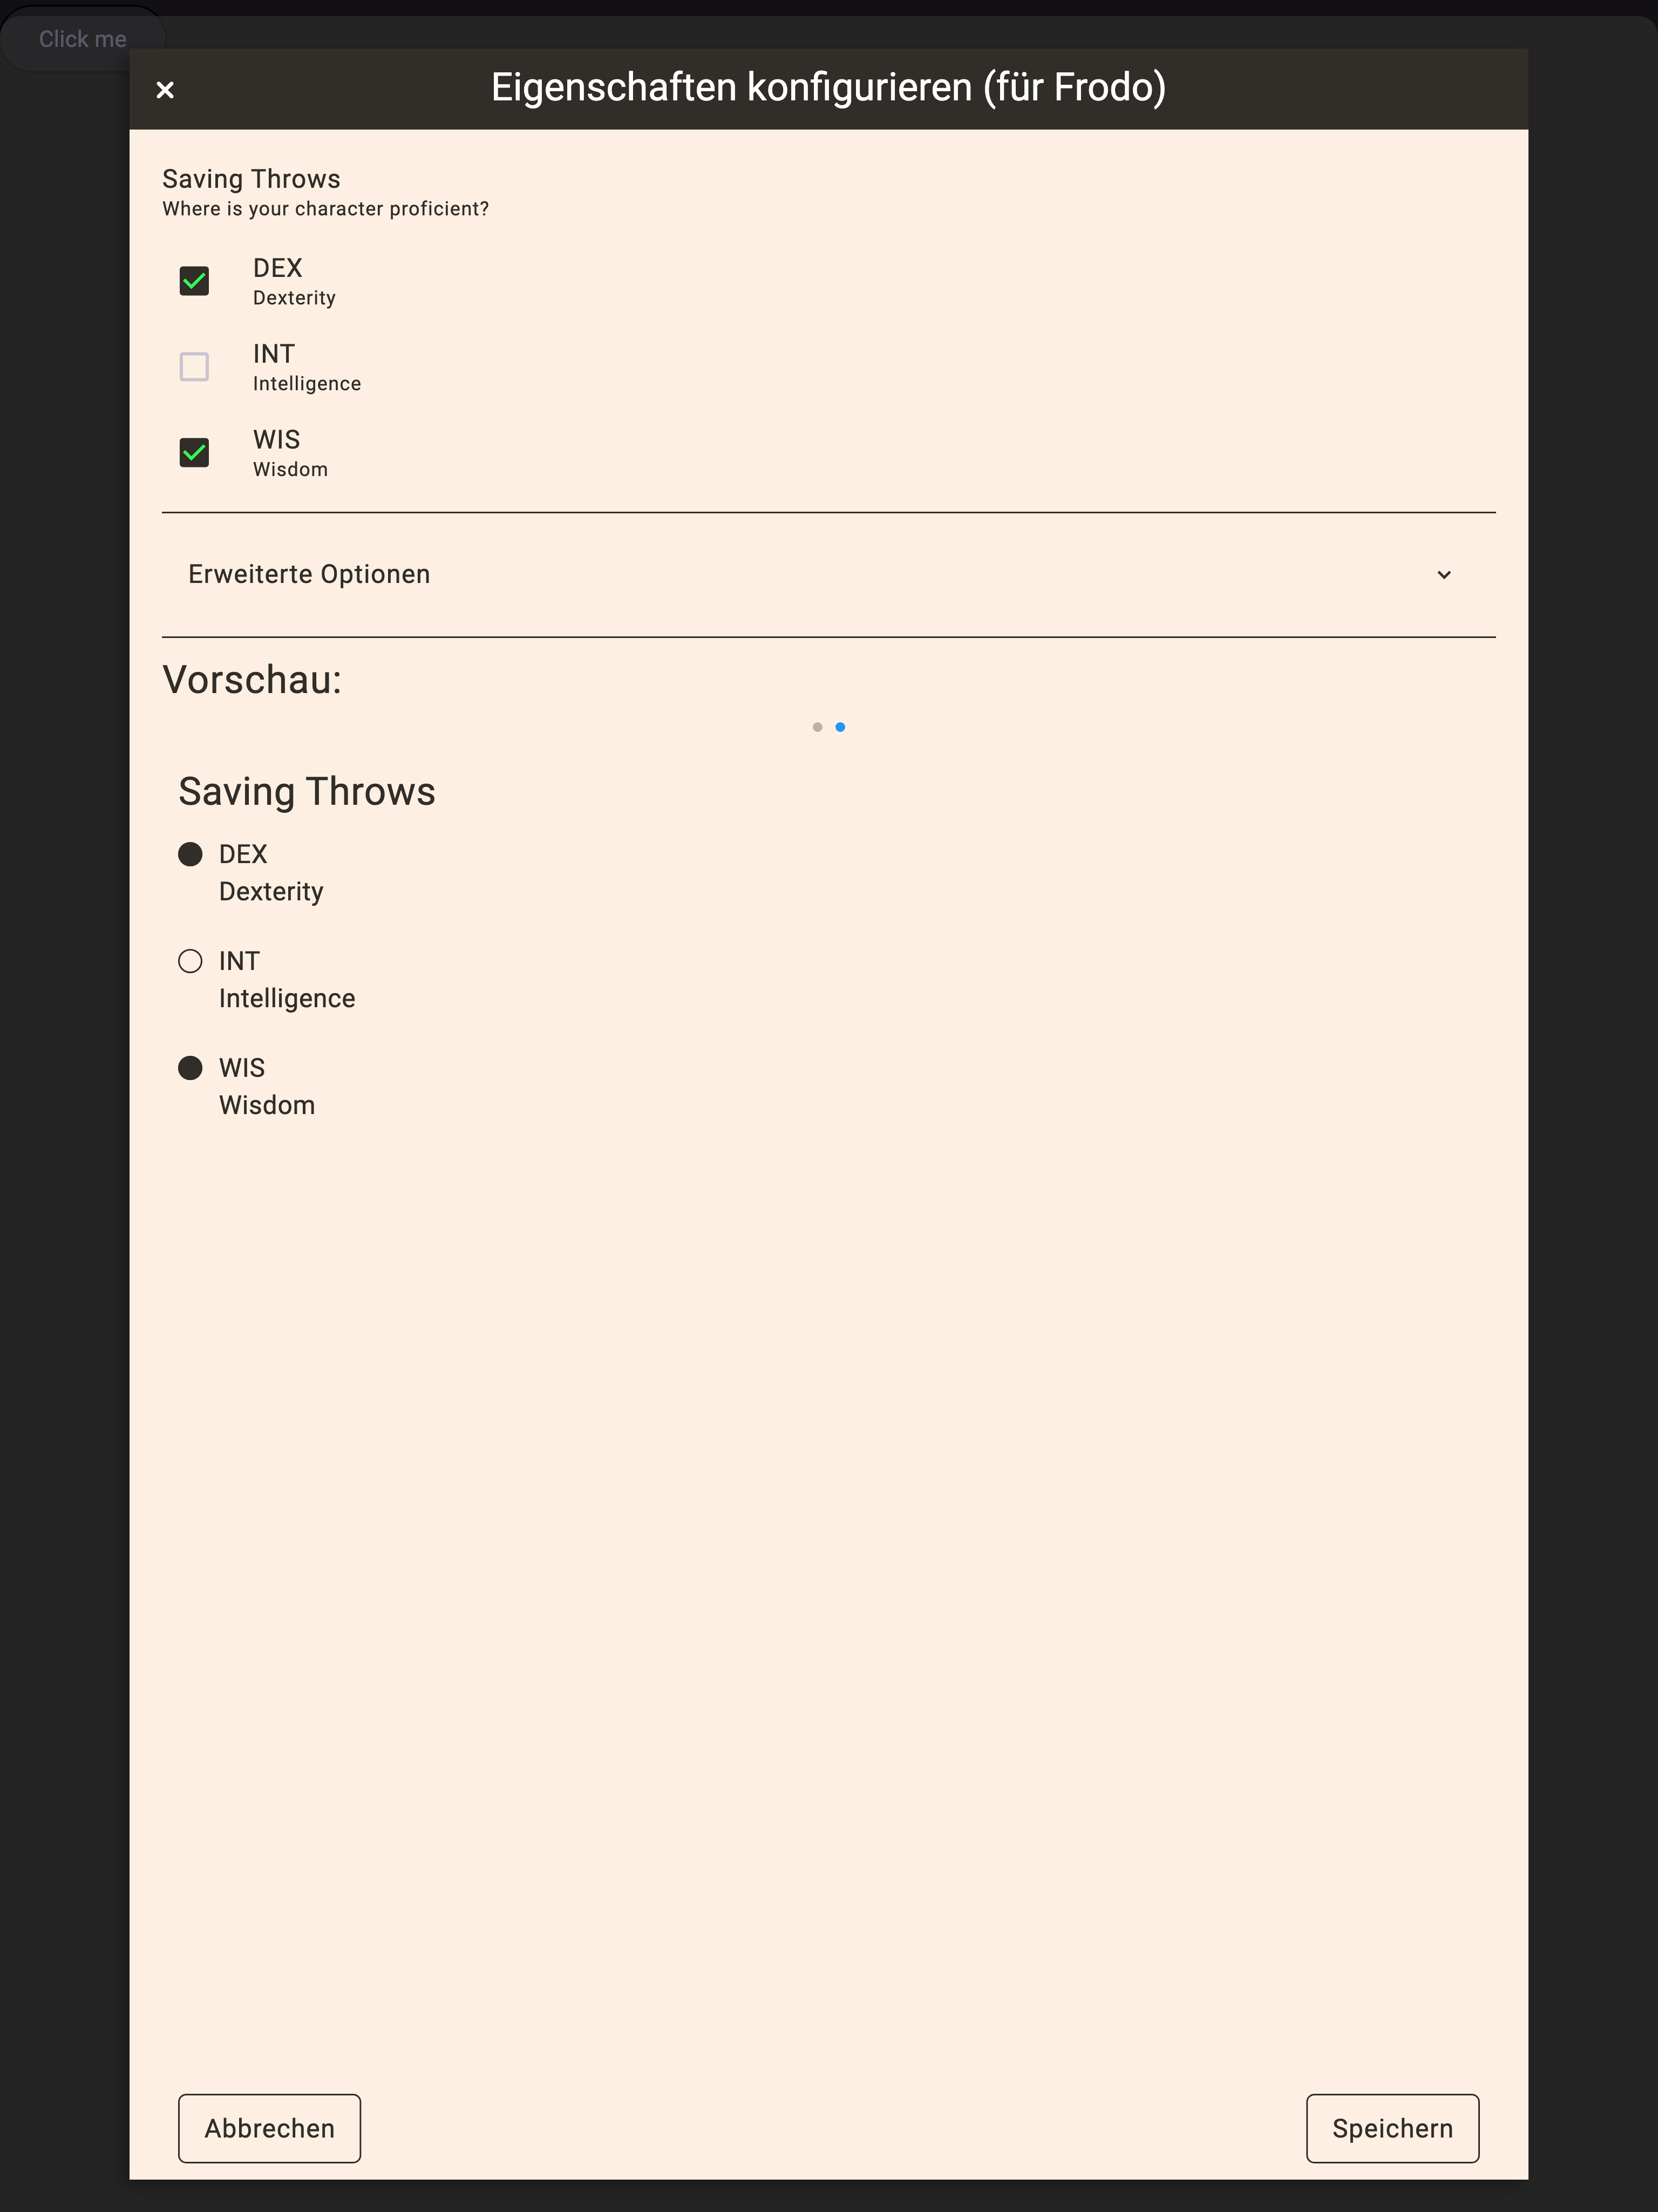 Click me
Eigenschaften konfigurieren (für Frodo)
Saving Throws
Where is your character proficient?
DEX
Dexterity
INT
Intelligence
WIS
Wisdom
Erweiterte Optionen
Vorschau:
Saving Throws
DEX
Dexterity
INT
Intelligence
WIS
Wisdom
Abbrechen
Speichern